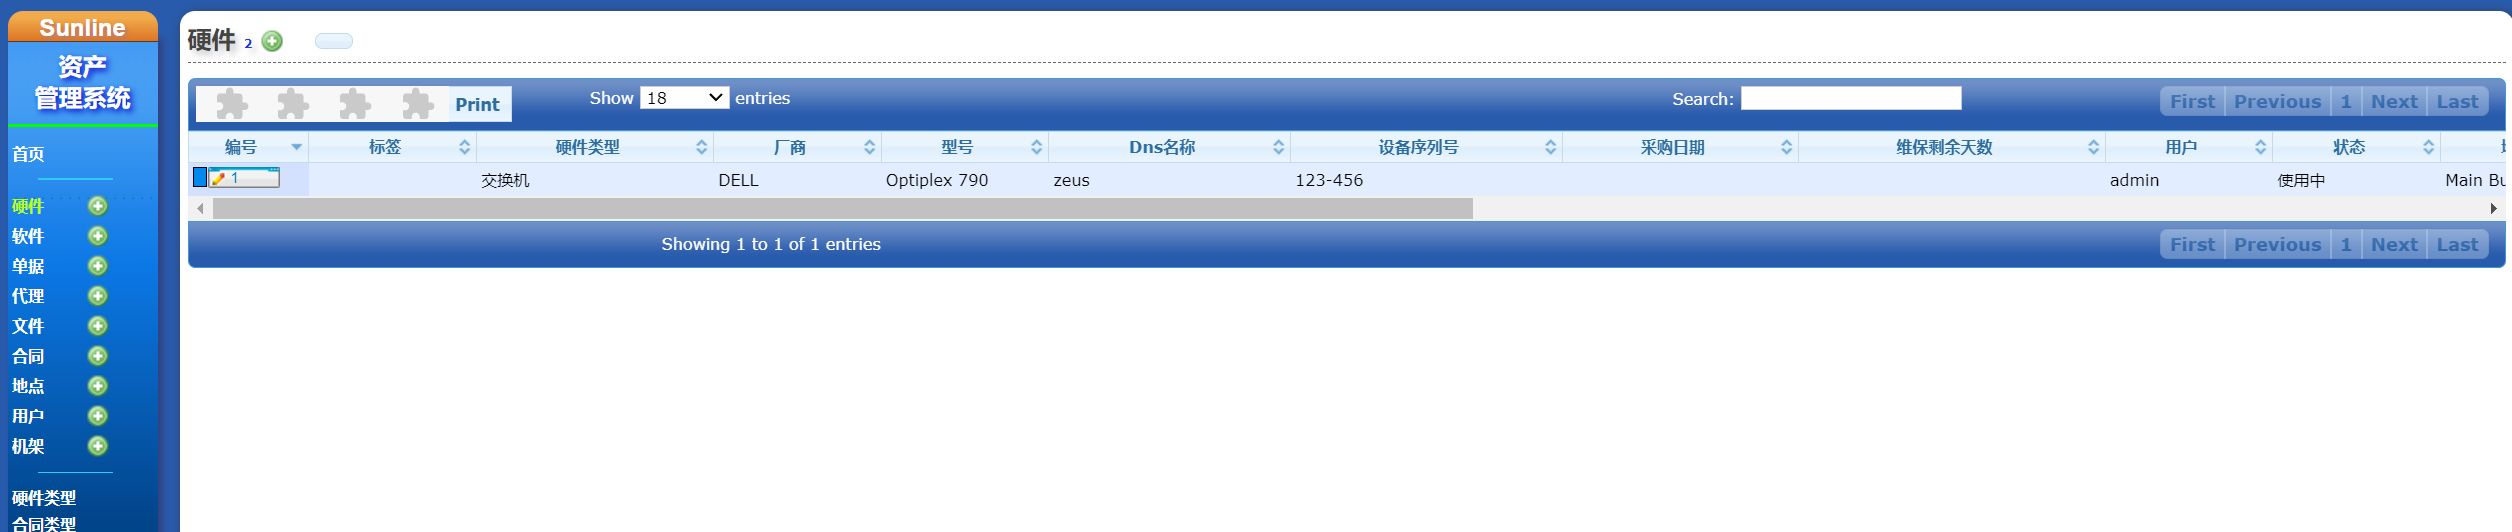 Sunline
资产
管理系统
首页
硬件
软件
单据
代理
文件
合同
地点
用户
机架
硬件类型
合同类型
硬件 2
Print Show 18 entries Search: First Previous 1 Next Last
编号 标签 硬件类型 厂商 型号 Dns名称 设备序列号 采购日期 维保剩余天数 用户 状态
1 交换机 DELL Optiplex 790 zeus 123-456 admin 使用中 Main Bu
Showing 1 to 1 of 1 entries First Previous 1 Next Last